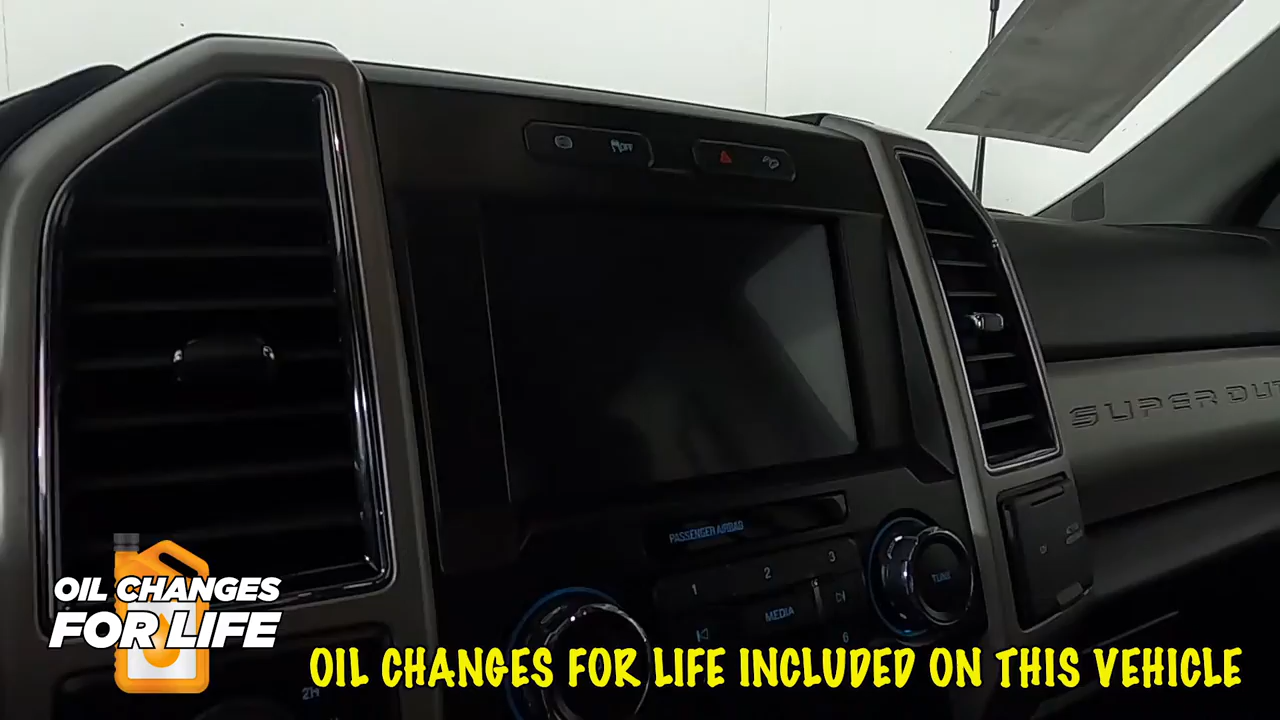 OFF
SUPER DUT
PASSENGER AIRBAG
1 2 3
TUNE
MEDIA
6
OIL CHANGES
FOR LIFE
OIL CHANGES FOR LIFE INCLUDED ON THIS VEHICLE